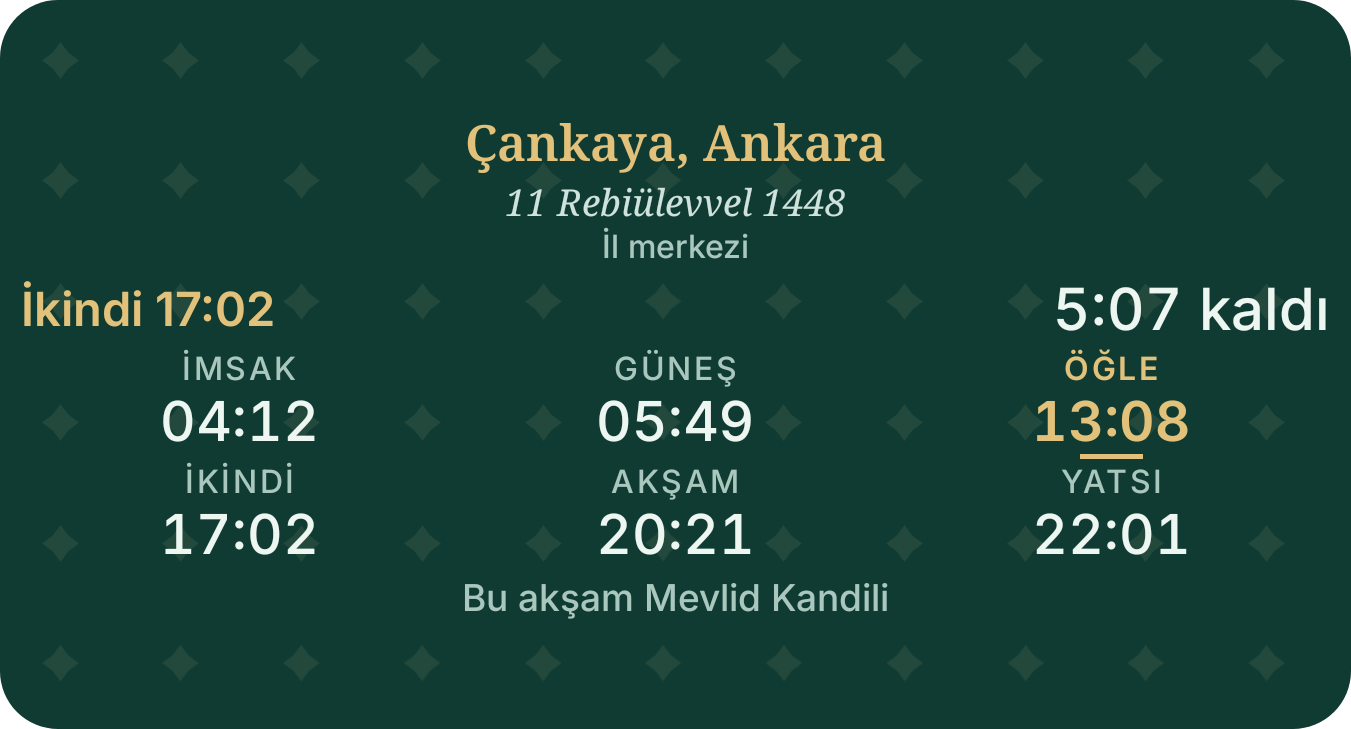 Çankaya, Ankara
11 Rebiülevvel 1448
İl merkezi
İkindi 17:02 5:07 kaldı
İMSAK GÜNEŞ ÖĞLE
04:12 05:49 13:08
İKİNDİ AKŞAM YATSI
17:02 20:21 22:01
Bu akşam Mevlid Kandili